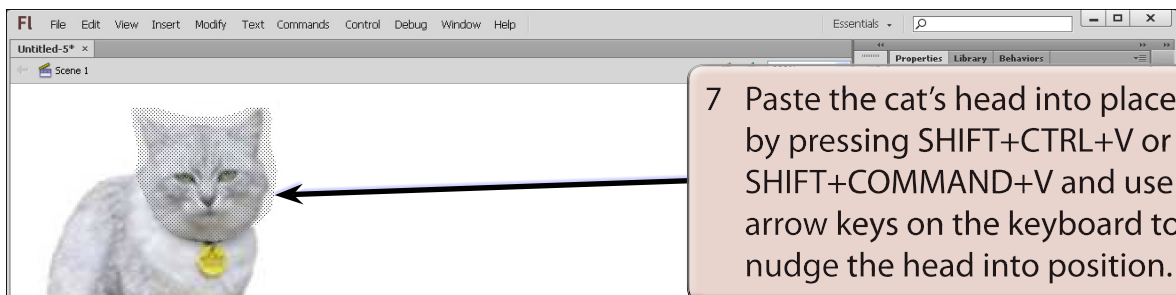 Fl File Edit View Insert Modify Text Commands Control Debug Window Help Essentials
Untitled-5* ×
Properties Library Behaviors
Scene 1
7 Paste the cat's head into place
by pressing SHIFT+CTRL+V or
SHIFT+COMMAND+V and use
arrow keys on the keyboard to
nudge the head into position.